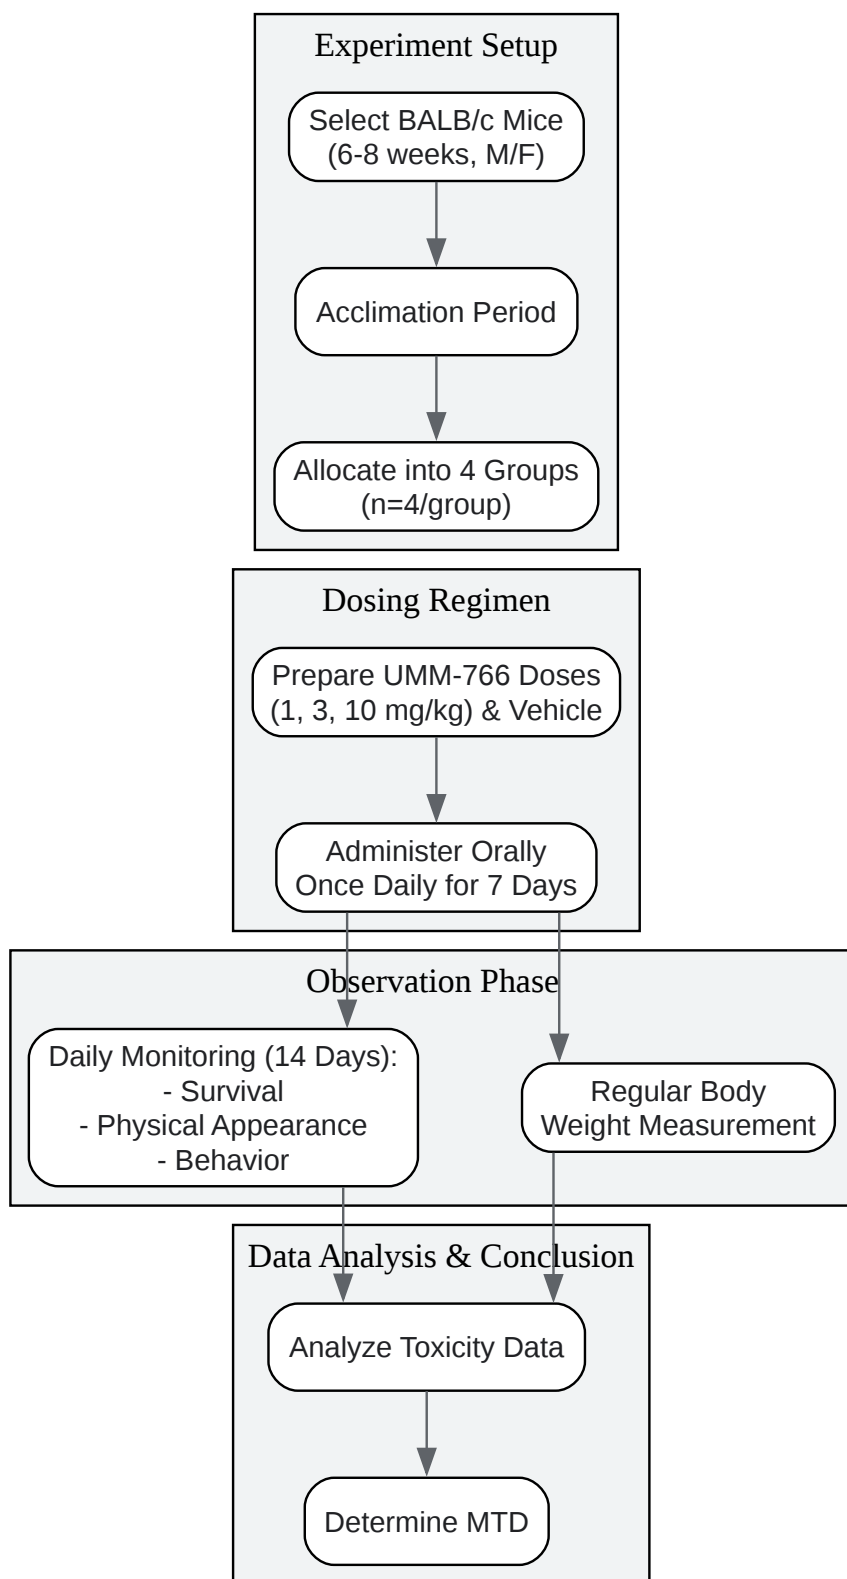 Experiment Setup
Select BALB/c Mice
(6-8 weeks, M/F)
Acclimation Period
Allocate into 4 Groups
(n=4/group)
Dosing Regimen
Prepare UMM-766 Doses
(1, 3, 10 mg/kg) & Vehicle
Administer Orally
Once Daily for 7 Days
Observation Phase
Daily Monitoring (14 Days):
- Survival
- Physical Appearance
- Behavior
Regular Body
Weight Measurement
Data Analysis & Conclusion
Analyze Toxicity Data
Determine MTD